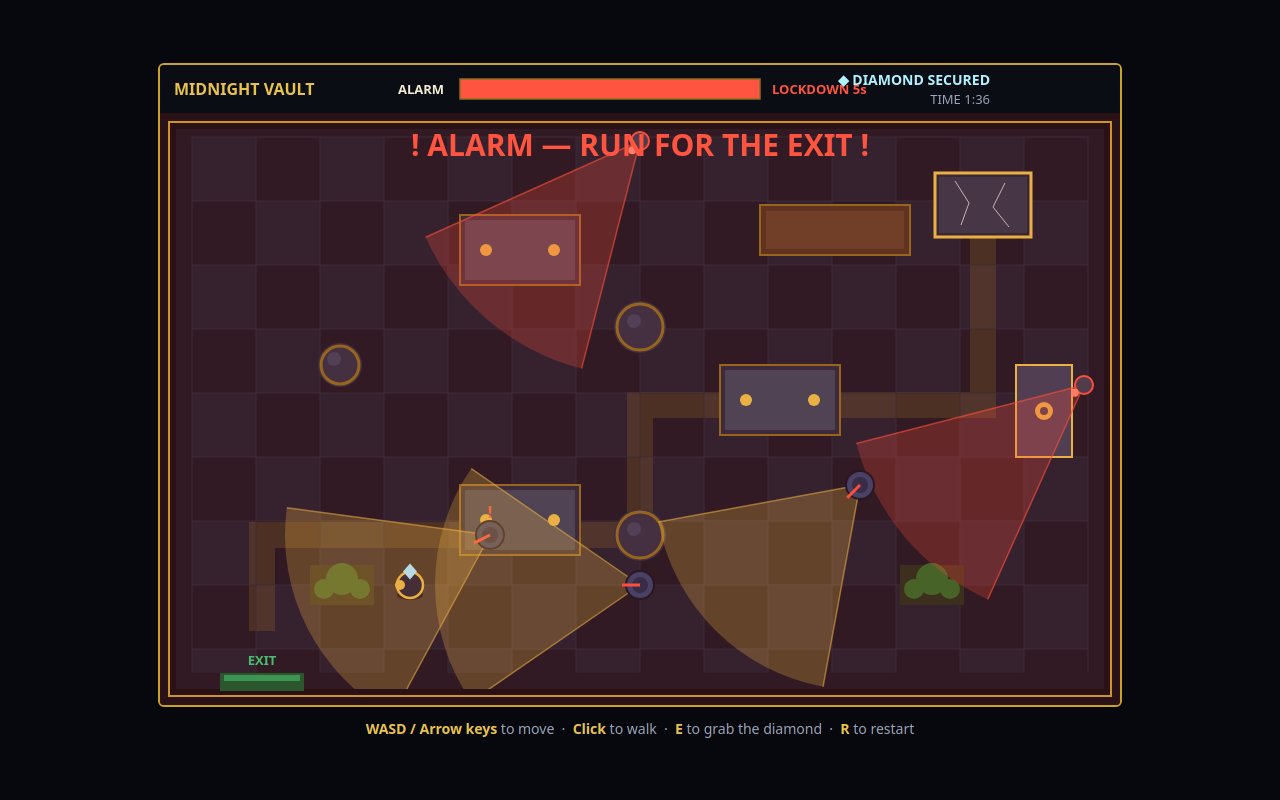 MIDNIGHT VAULT
ALARM
LOCKDOWN 5s
◆ DIAMOND SECURED
TIME 1:36
! ALARM — RUN FOR THE EXIT !
!
EXIT
WASD / Arrow keys to move · Click to walk · E to grab the diamond · R to restart